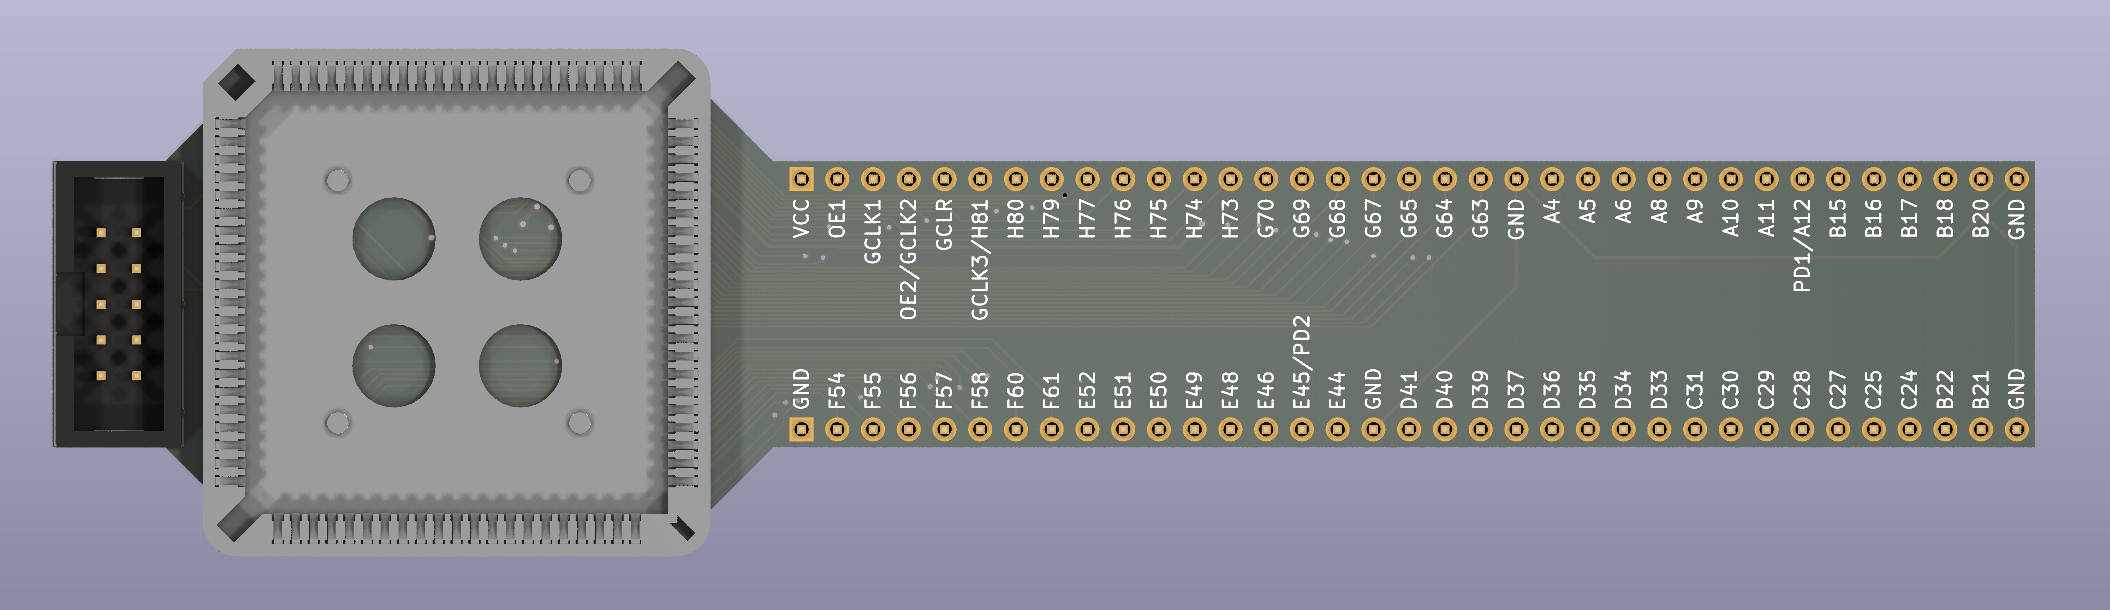 VCC
OE1
GCLK1
OE2/GCLK2
GCLR
GCLK3/H81
H80
H79
H77
H76
H75
H74
H73
G70
G69
G68
G67
G65
G64
G63
GND
A4
A5
A6
A8
A9
A10
A11
PD1/A12
B15
B16
B17
B18
B20
GND
GND
F54
F55
F56
F57
F58
F60
F61
E52
E51
E50
E49
E48
E46
E45/PD2
E44
GND
D41
D40
D39
D37
D36
D35
D34
D33
C31
C30
C29
C28
C27
C25
C24
B22
B21
GND